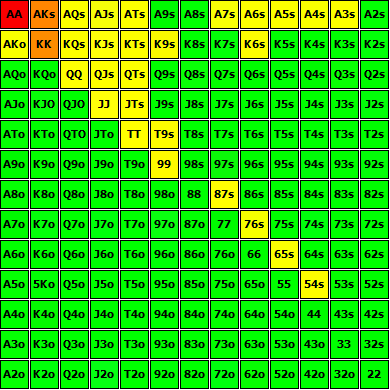 AA AKs AQs AJs ATs A9s A8s A7s A6s A5s A4s A3s A2s
AKo KK KQs KJs KTs K9s K8s K7s K6s K5s K4s K3s K2s
AQo KQo QQ QJs QTs Q9s Q8s Q7s Q6s Q5s Q4s Q3s Q2s
AJo KJO QJO JJ JTs J9s J8s J7s J6s J5s J4s J3s J2s
ATo KTo QTO JTo TT T9s T8s T7s T6s T5s T4s T3s T2s
A9o K9o Q9o J9o T9o 99 98s 97s 96s 95s 94s 93s 92s
A8o K8o Q8o J8o T8o 98o 88 87s 86s 85s 84s 83s 82s
A7o K7o Q7o J7o T7o 97o 87o 77 76s 75s 74s 73s 72s
A6o K6o Q6o J6o T6o 96o 86o 76o 66 65s 64s 63s 62s
A5o 5Ko Q5o J5o T5o 95o 85o 75o 65o 55 54s 53s 52s
A4o K4o Q4o J4o T4o 94o 84o 74o 64o 54o 44 43s 42s
A3o K3o Q3o J3o T3o 93o 83o 73o 63o 53o 43o 33 32s
A2o K2o Q2o J2o T2o 92o 82o 72o 62o 52o 42o 32o 22